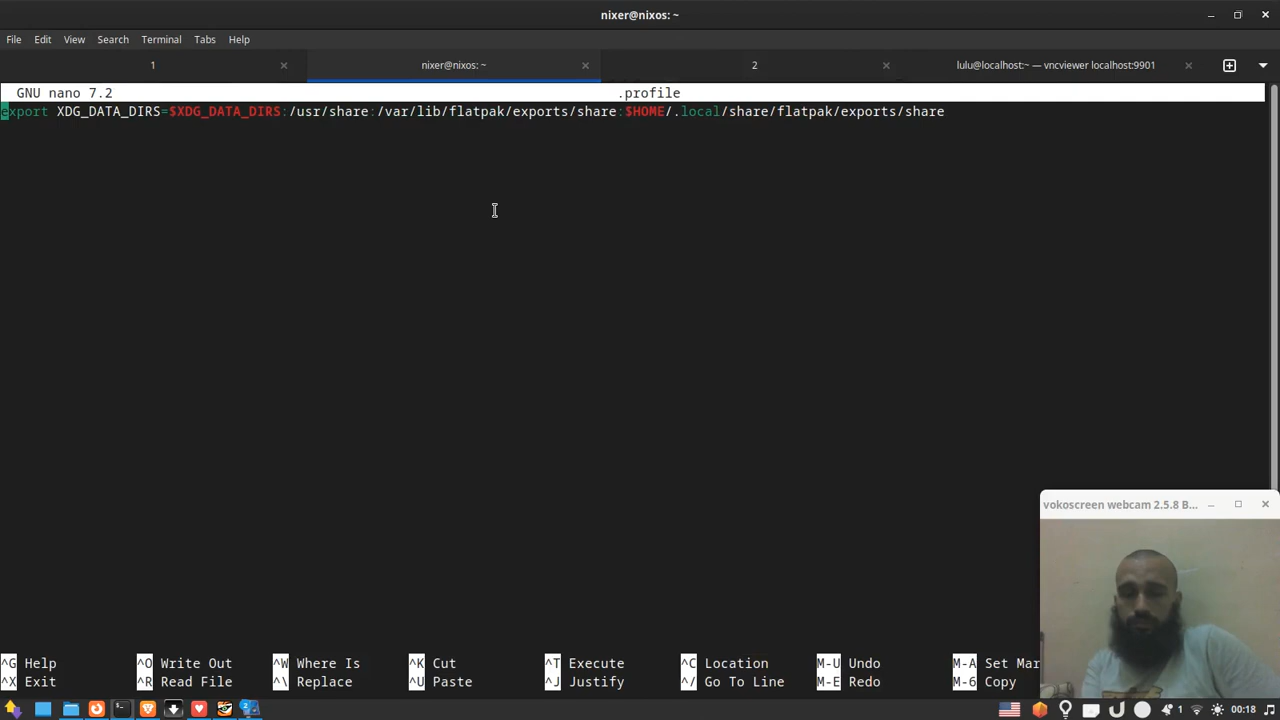 nixer@nixos: ~
File Edit View Search Terminal Tabs Help
1 nixer@nixos: ~ 2 lulu@localhost:~ — vncviewer localhost:9901
GNU nano 7.2 .profile
export XDG_DATA_DIRS=$XDG_DATA_DIRS:/usr/share:/var/lib/flatpak/exports/share:$HOME/.local/share/flatpak/exports/share
vokoscreen webcam 2.5.8 B...
^G Help ^O Write Out ^W Where Is ^K Cut ^T Execute ^C Location M-U Undo M-A Set Mar
^X Exit ^R Read File ^\ Replace ^U Paste ^J Justify ^/ Go To Line M-E Redo M-6 Copy
1 00:18